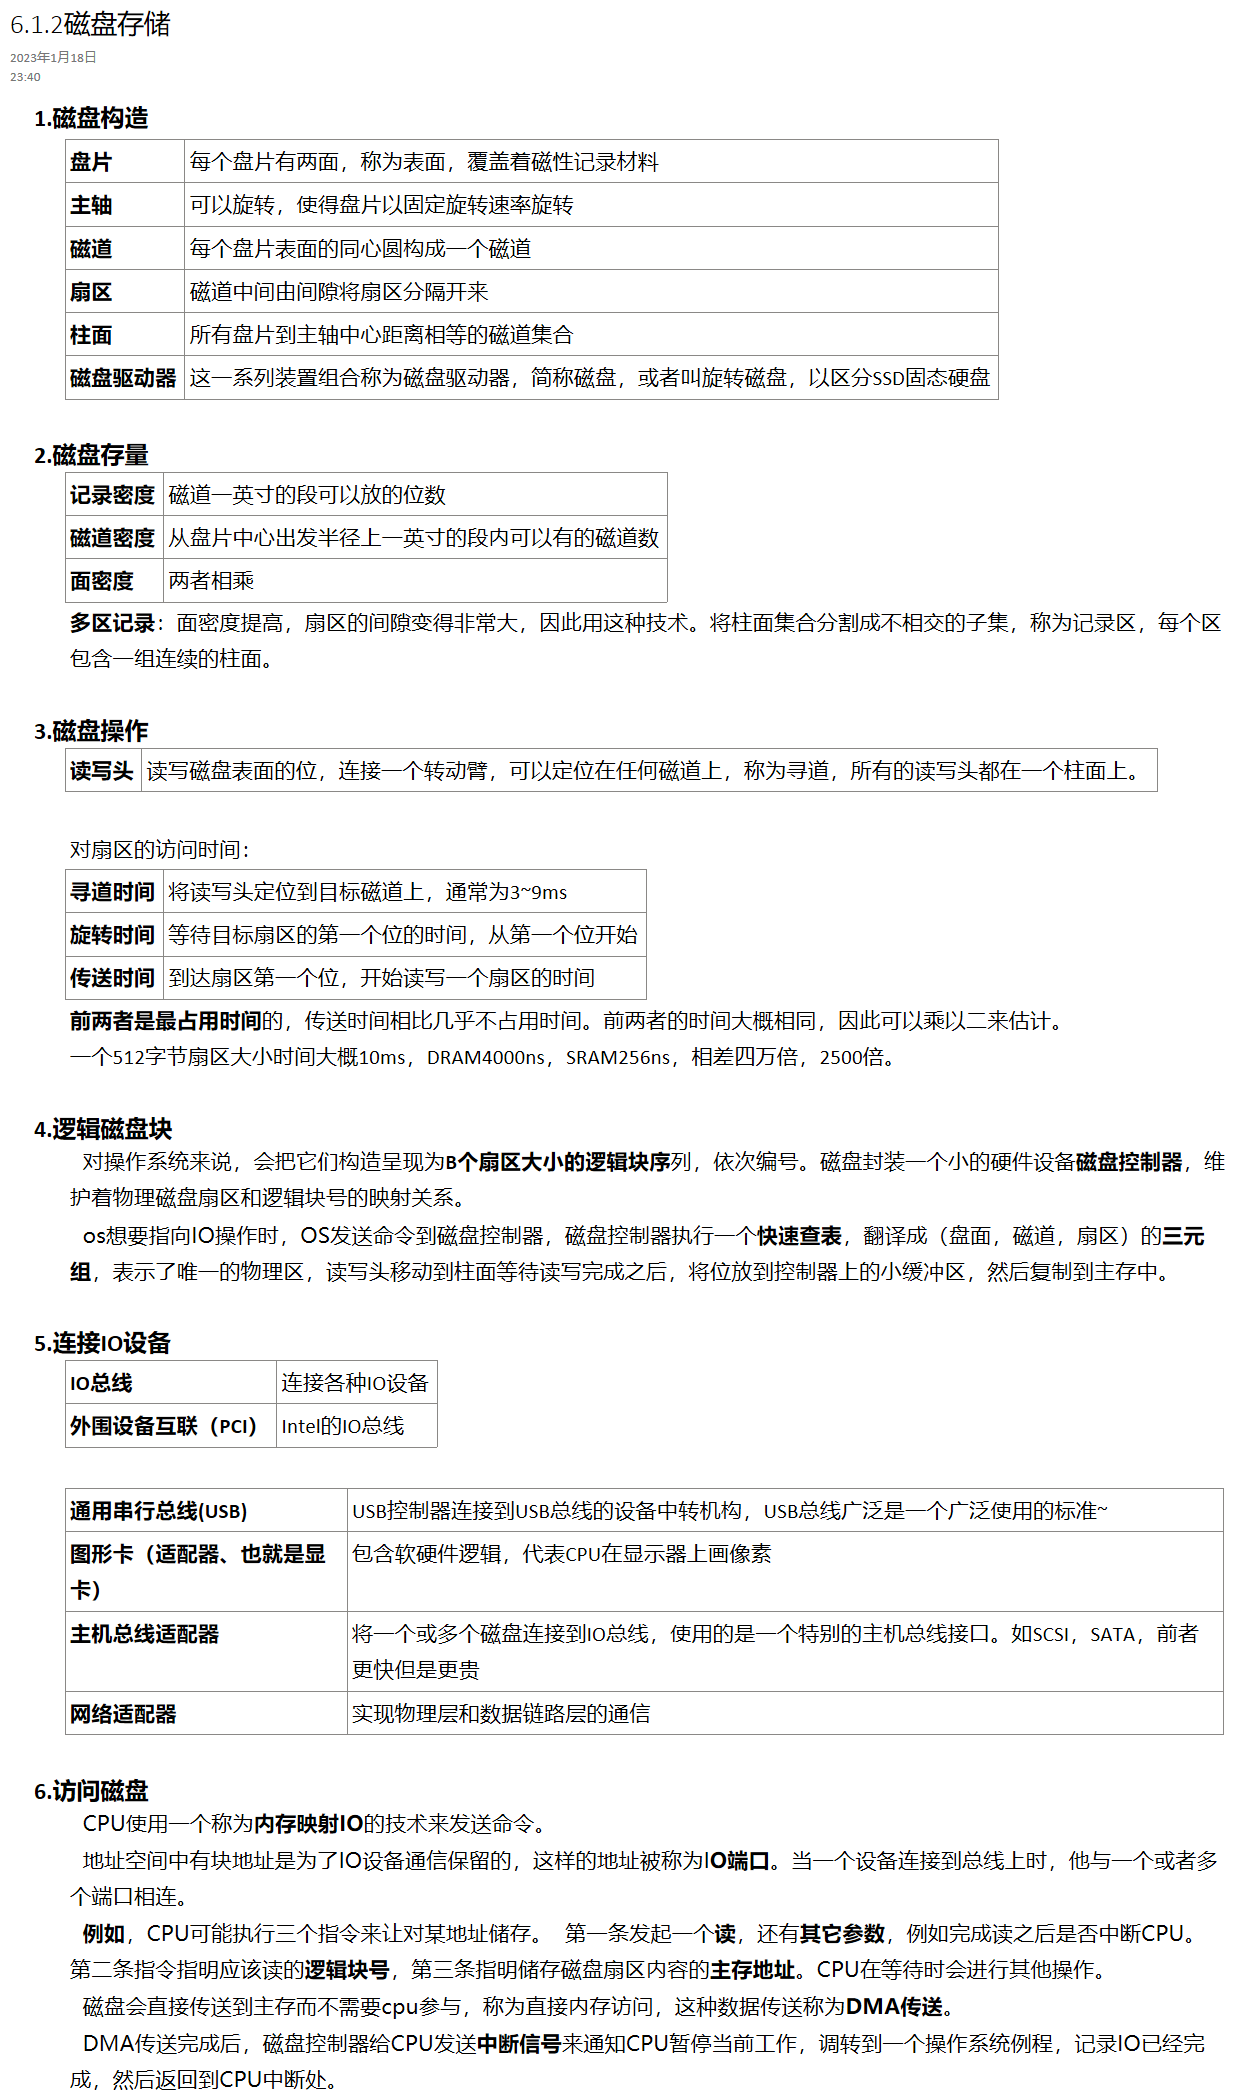 6.1.2磁盘存储
2023年1月18日
23:40
1.磁盘构造
盘片 每个盘片有两面，称为表面，覆盖着磁性记录材料
主轴 可以旋转，使得盘片以固定旋转速率旋转
磁道 每个盘片表面的同心圆构成一个磁道
扇区 磁道中间由间隙将扇区分隔开来
柱面 所有盘片到主轴中心距离相等的磁道集合
磁盘驱动器 这一系列装置组合称为磁盘驱动器，简称磁盘，或者叫旋转磁盘，以区分SSD固态硬盘
2.磁盘存量
记录密度 磁道一英寸的段可以放的位数
磁道密度 从盘片中心出发半径上一英寸的段内可以有的磁道数
面密度 两者相乘
多区记录：面密度提高，扇区的间隙变得非常大，因此用这种技术。将柱面集合分割成不相交的子集，称为记录区，每个区
包含一组连续的柱面。
3.磁盘操作
读写头 读写磁盘表面的位，连接一个转动臂，可以定位在任何磁道上，称为寻道，所有的读写头都在一个柱面上。
对扇区的访问时间：
寻道时间 将读写头定位到目标磁道上，通常为3~9ms
旋转时间 等待目标扇区的第一个位的时间，从第一个位开始
传送时间 到达扇区第一个位，开始读写一个扇区的时间
前两者是最占用时间的，传送时间相比几乎不占用时间。前两者的时间大概相同，因此可以乘以二来估计。
一个512字节扇区大小时间大概10ms，DRAM4000ns，SRAM256ns，相差四万倍，2500倍。
4.逻辑磁盘块
对操作系统来说，会把它们构造呈现为B个扇区大小的逻辑块序列，依次编号。磁盘封装一个小的硬件设备磁盘控制器，维
护着物理磁盘扇区和逻辑块号的映射关系。
os想要指向IO操作时，OS发送命令到磁盘控制器，磁盘控制器执行一个快速查表，翻译成（盘面，磁道，扇区）的三元
组，表示了唯一的物理区，读写头移动到柱面等待读写完成之后，将位放到控制器上的小缓冲区，然后复制到主存中。
5.连接IO设备
IO总线 连接各种IO设备
外围设备互联（PCI） Intel的IO总线
通用串行总线(USB) USB控制器连接到USB总线的设备中转机构，USB总线广泛是一个广泛使用的标准~
图形卡（适配器、也就是显 包含软硬件逻辑，代表CPU在显示器上画像素
卡）
主机总线适配器 将一个或多个磁盘连接到IO总线，使用的是一个特别的主机总线接口。如SCSI，SATA，前者
更快但是更贵
网络适配器 实现物理层和数据链路层的通信
6.访问磁盘
CPU使用一个称为内存映射IO的技术来发送命令。
地址空间中有块地址是为了IO设备通信保留的，这样的地址被称为IO端口。当一个设备连接到总线上时，他与一个或者多
个端口相连。
例如，CPU可能执行三个指令来让对某地址储存。 第一条发起一个读，还有其它参数，例如完成读之后是否中断CPU。
第二条指令指明应该读的逻辑块号，第三条指明储存磁盘扇区内容的主存地址。CPU在等待时会进行其他操作。
磁盘会直接传送到主存而不需要cpu参与，称为直接内存访问，这种数据传送称为DMA传送。
DMA传送完成后，磁盘控制器给CPU发送中断信号来通知CPU暂停当前工作，调转到一个操作系统例程，记录IO已经完
成，然后返回到CPU中断处。